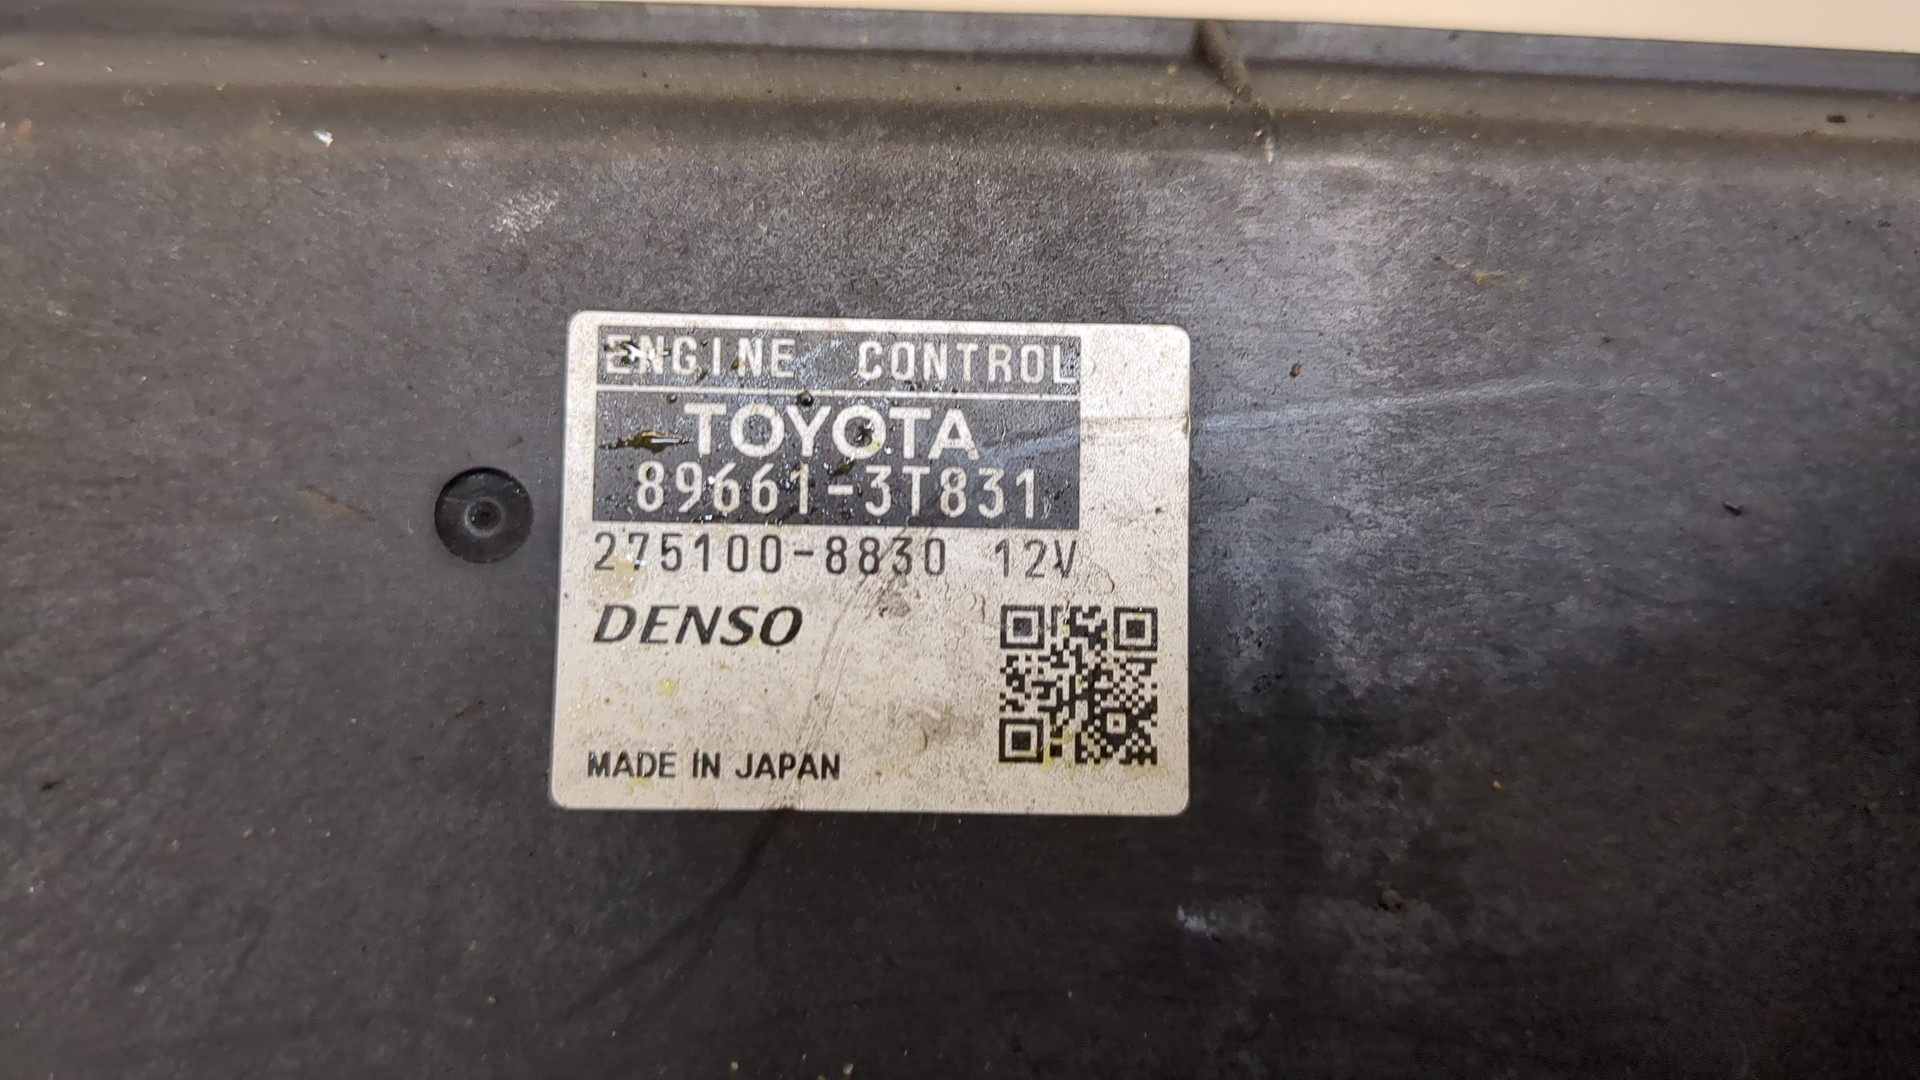 ENGINE CONTROL
TOYOTA
89661-3T831
275100-8830 12V
DENSO
MADE IN JAPAN